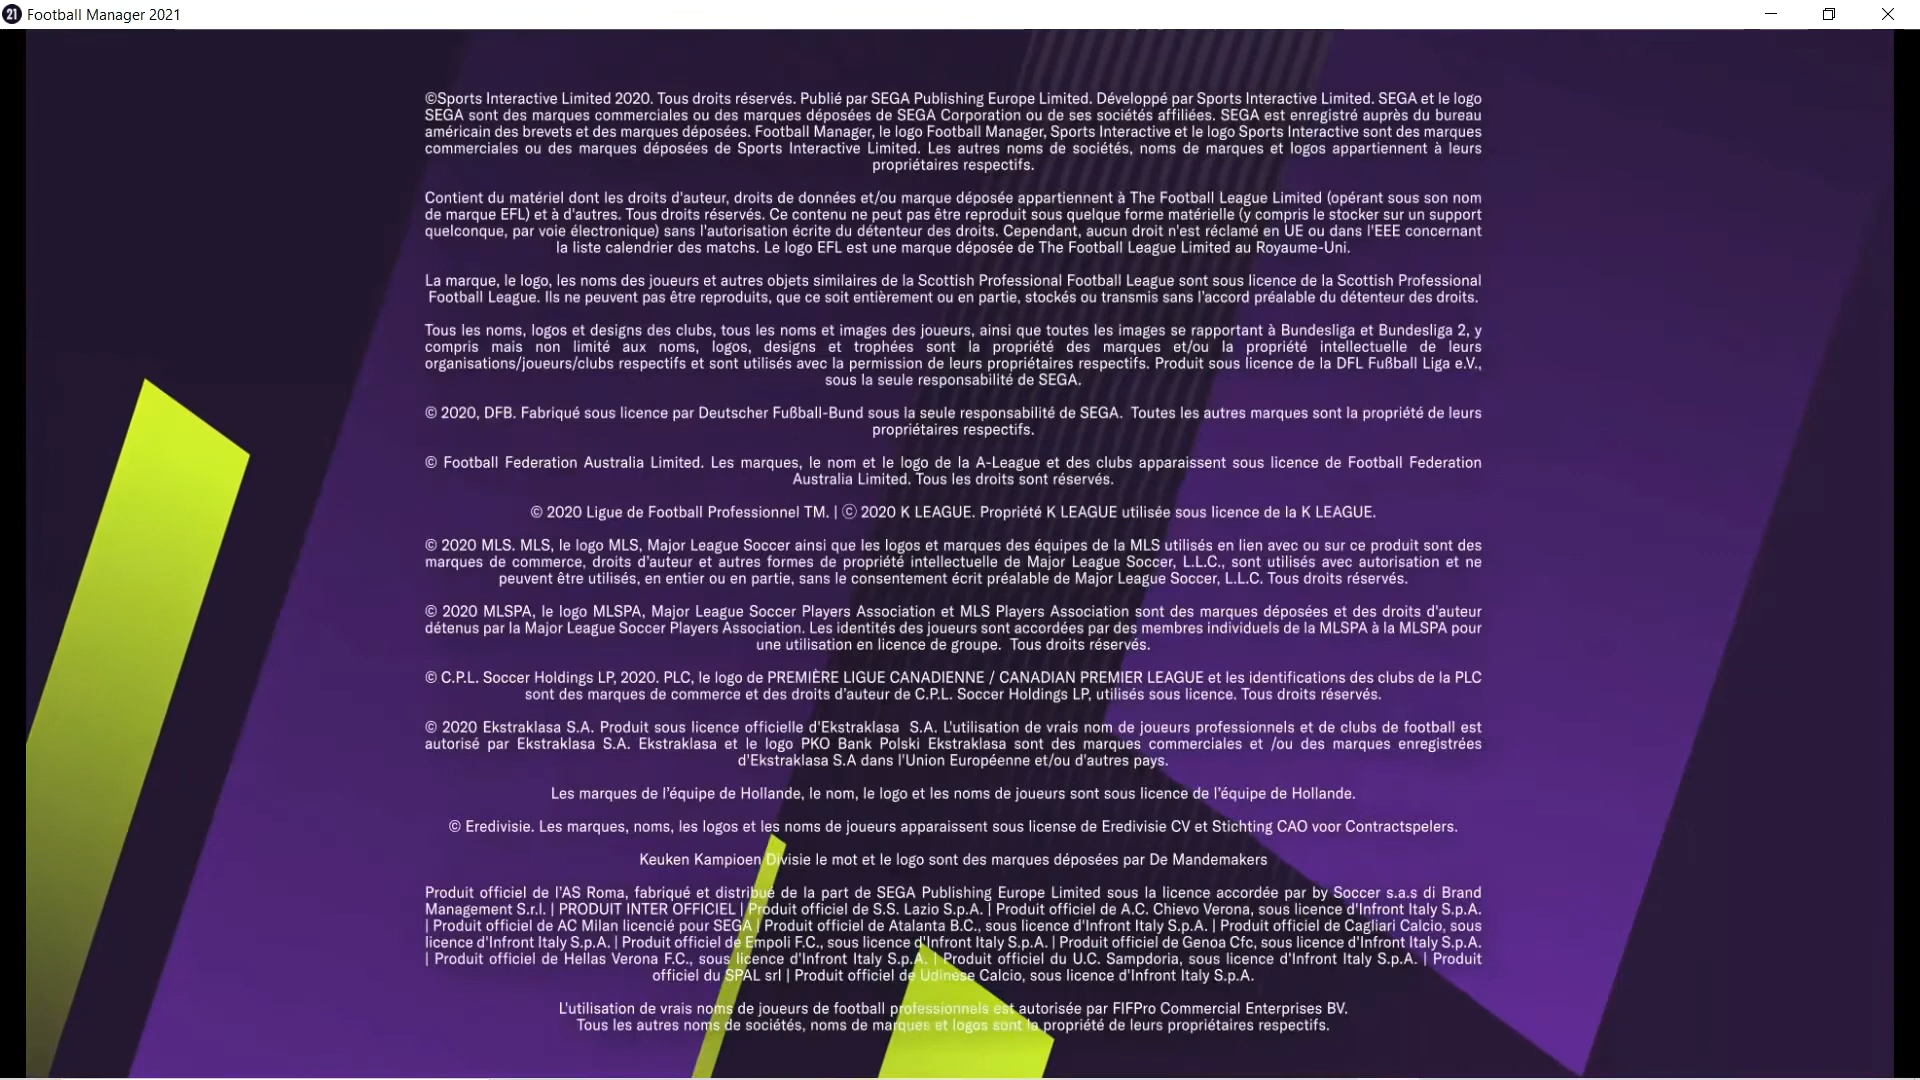 21 Football Manager 2021
©Sports Interactive Limited 2020. Tous droits réservés. Publié par SEGA Publishing Europe Limited. Développé par Sports Interactive Limited. SEGA et le logo
SEGA sont des marques commerciales ou des marques déposées de SEGA Corporation ou de ses sociétés affiliées. SEGA est enregistré auprès du bureau
américain des brevets et des marques déposées. Football Manager, le logo Football Manager, Sports Interactive et le logo Sports Interactive sont des marques
commerciales ou des marques déposées de Sports Interactive Limited. Les autres noms de sociétés, noms de marques et logos appartiennent à leurs
propriétaires respectifs.
Contient du matériel dont les droits d'auteur, droits de données et/ou marque déposée appartiennent à The Football League Limited (opérant sous son nom
de marque EFL) et à d'autres. Tous droits réservés. Ce contenu ne peut pas être reproduit sous quelque forme matérielle (y compris le stocker sur un support
quelconque, par voie électronique) sans l'autorisation écrite du détenteur des droits. Cependant, aucun droit n'est réclamé en UE ou dans l'EEE concernant
la liste calendrier des matchs. Le logo EFL est une marque déposée de The Football League Limited au Royaume-Uni.
La marque, le logo, les noms des joueurs et autres objets similaires de la Scottish Professional Football League sont sous licence de la Scottish Professional
Football League. Ils ne peuvent pas être reproduits, que ce soit entièrement ou en partie, stockés ou transmis sans l'accord préalable du détenteur des droits.
Tous les noms, logos et designs des clubs, tous les noms et images des joueurs, ainsi que toutes les images se rapportant à Bundesliga et Bundesliga 2, y
compris mais non limité aux noms, logos, designs et trophées sont la propriété des marques et/ou la propriété intellectuelle de leurs
organisations/joueurs/clubs respectifs et sont utilisés avec la permission de leurs propriétaires respectifs. Produit sous licence de la DFL Fußball Liga e.V.,
sous la seule responsabilité de SEGA.
© 2020, DFB. Fabriqué sous licence par Deutscher Fußball-Bund sous la seule responsabilité de SEGA. Toutes les autres marques sont la propriété de leurs
propriétaires respectifs.
© Football Federation Australia Limited. Les marques, le nom et le logo de la A-League et des clubs apparaissent sous licence de Football Federation
Australia Limited. Tous les droits sont réservés.
© 2020 Ligue de Football Professionnel TM. | ⓒ 2020 K LEAGUE. Propriété K LEAGUE utilisée sous licence de la K LEAGUE.
© 2020 MLS. MLS, le logo MLS, Major League Soccer ainsi que les logos et marques des équipes de la MLS utilisés en lien avec ou sur ce produit sont des
marques de commerce, droits d'auteur et autres formes de propriété intellectuelle de Major League Soccer, L.L.C., sont utilisés avec autorisation et ne
peuvent être utilisés, en entier ou en partie, sans le consentement écrit préalable de Major League Soccer, L.L.C. Tous droits réservés.
© 2020 MLSPA, le logo MLSPA, Major League Soccer Players Association et MLS Players Association sont des marques déposées et des droits d'auteur
détenus par la Major League Soccer Players Association. Les identités des joueurs sont accordées par des membres individuels de la MLSPA à la MLSPA pour
une utilisation en licence de groupe. Tous droits réservés.
© C.P.L. Soccer Holdings LP, 2020. PLC, le logo de PREMIÈRE LIGUE CANADIENNE / CANADIAN PREMIER LEAGUE et les identifications des clubs de la PLC
sont des marques de commerce et des droits d'auteur de C.P.L. Soccer Holdings LP, utilisés sous licence. Tous droits réservés.
© 2020 Ekstraklasa S.A. Produit sous licence officielle d'Ekstraklasa S.A. L'utilisation de vrais nom de joueurs professionnels et de clubs de football est
autorisé par Ekstraklasa S.A. Ekstraklasa et le logo PKO Bank Polski Ekstraklasa sont des marques commerciales et /ou des marques enregistrées
d'Ekstraklasa S.A dans l'Union Européenne et/ou d'autres pays.
Les marques de l'équipe de Hollande, le nom, le logo et les noms de joueurs sont sous licence de l'équipe de Hollande.
© Eredivisie. Les marques, noms, les logos et les noms de joueurs apparaissent sous license de Eredivisie CV et Stichting CAO voor Contractspelers.
Keuken Kampioen Divisie le mot et le logo sont des marques déposées par De Mandemakers
Produit officiel de l'AS Roma, fabriqué et distribué de la part de SEGA Publishing Europe Limited sous la licence accordée par by Soccer s.a.s di Brand
Management S.r.l. | PRODUIT INTER OFFICIEL | Produit officiel de S.S. Lazio S.p.A. | Produit officiel de A.C. Chievo Verona, sous licence d'Infront Italy S.p.A.
| Produit officiel de AC Milan licencié pour SEGA | Produit officiel de Atalanta B.C., sous licence d'Infront Italy S.p.A. | Produit officiel de Cagliari Calcio, sous
licence d'Infront Italy S.p.A. | Produit officiel de Empoli F.C., sous licence d'Infront Italy S.p.A. | Produit officiel de Genoa Cfc, sous licence d'Infront Italy S.p.A.
| Produit officiel de Hellas Verona F.C., sous licence d'Infront Italy S.p.A. | Produit officiel du U.C. Sampdoria, sous licence d'Infront Italy S.p.A. | Produit
officiel du SPAL srl | Produit officiel de Udinese Calcio, sous licence d'Infront Italy S.p.A.
L'utilisation de vrais noms de joueurs de football professionnels est autorisée par FIFPro Commercial Enterprises BV.
Tous les autres noms de sociétés, noms de marques et logos sont la propriété de leurs propriétaires respectifs.